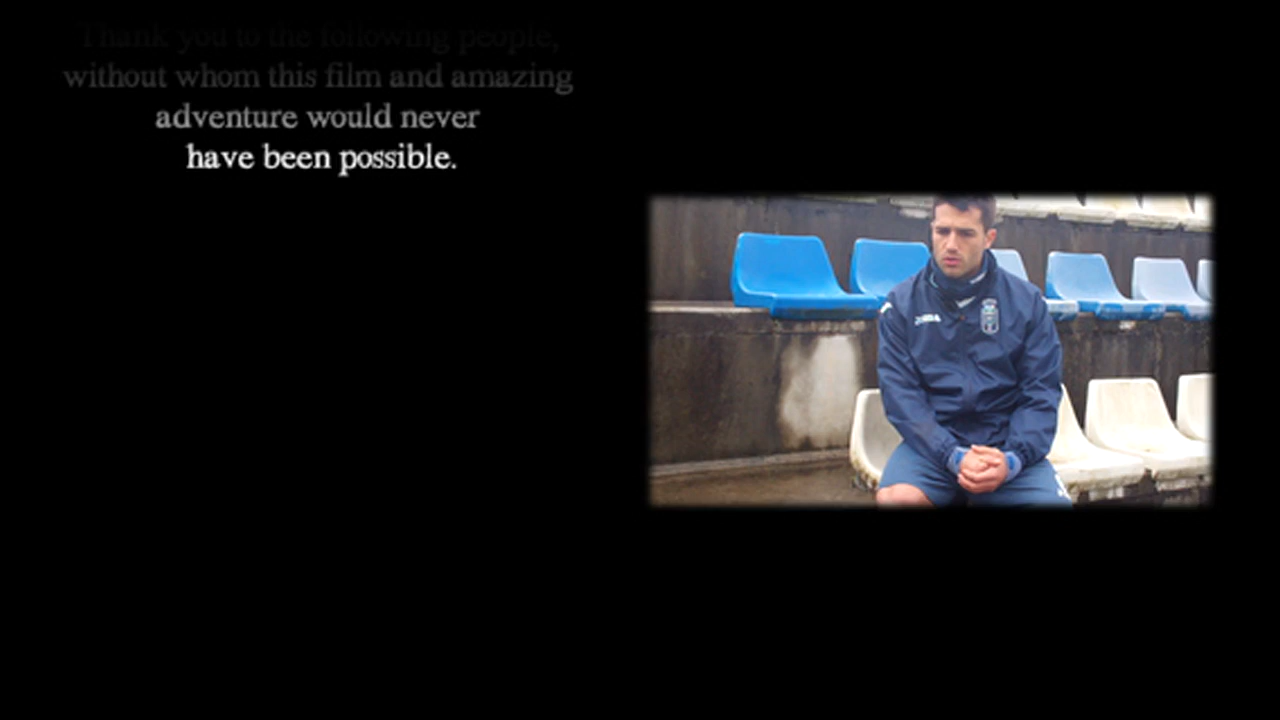 Thank you to the following people,
without whom this film and amazing
adventure would never
have been possible.